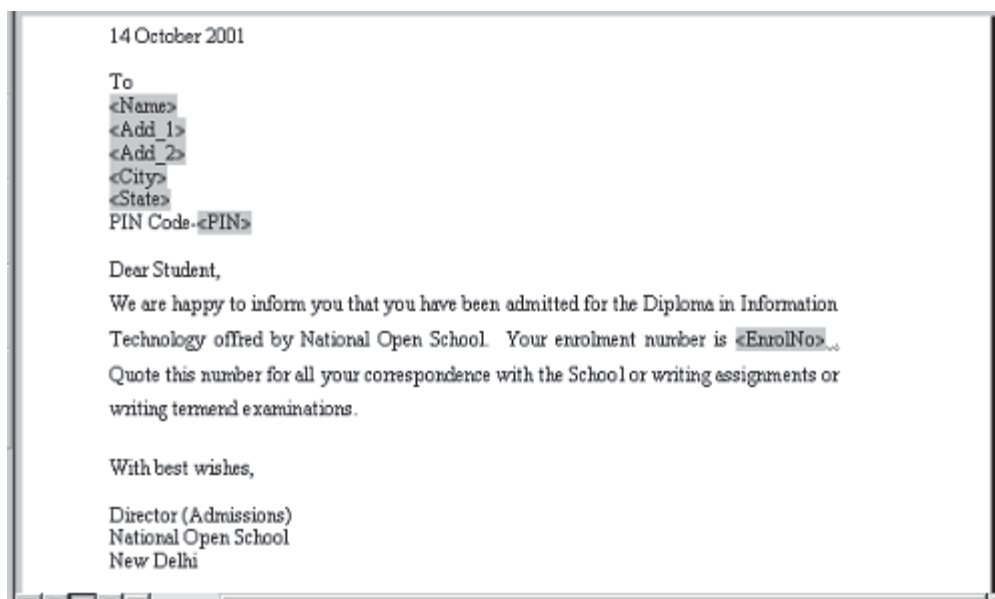 14 October 2001
To
<Name>
<Add_1>
<Add_2>
<City>
<State>
PIN Code-<PIN>
Dear Student,
We are happy to inform you that you have been admitted for the Diploma in Information
Technology offred by National Open School. Your enrolment number is <EnrolNo>.
Quote this number for all your correspondence with the School or writing assignments or
writing termend examinations.
With best wishes,
Director (Admissions)
National Open School
New Delhi